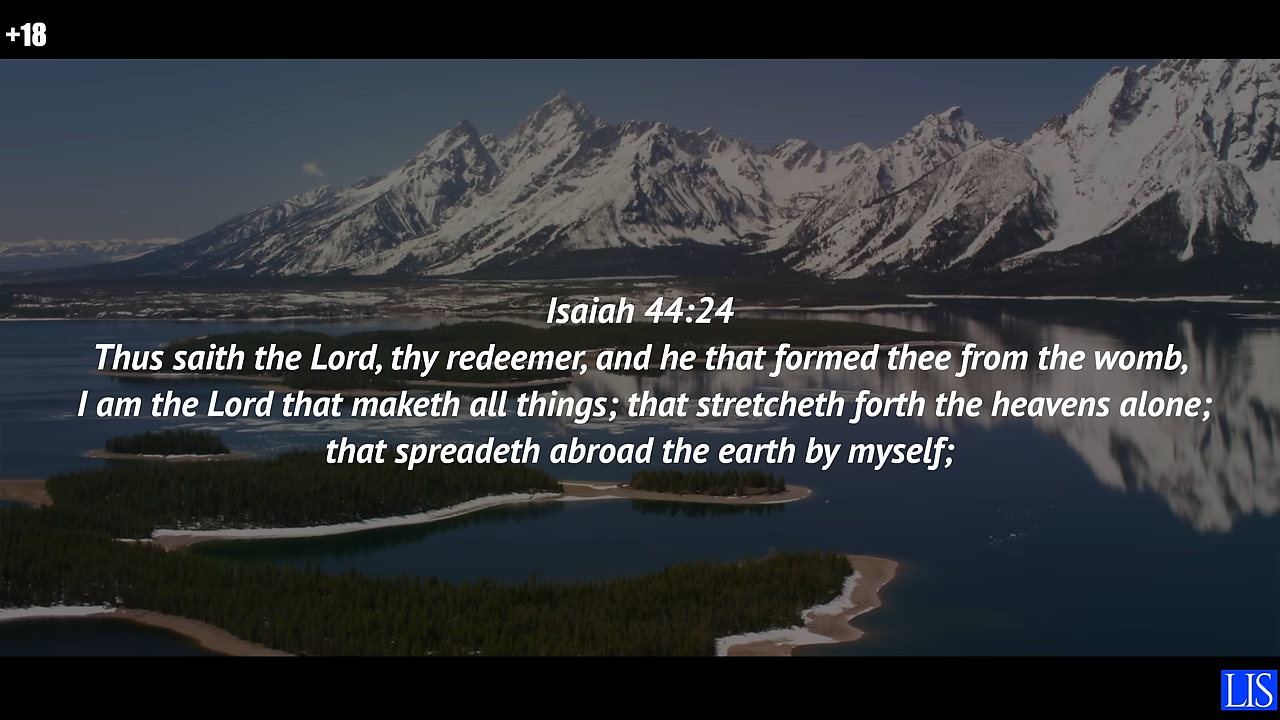 +18
Isaiah 44:24
Thus saith the Lord, thy redeemer, and he that formed thee from the womb,
I am the Lord that maketh all things; that stretcheth forth the heavens alone;
that spreadeth abroad the earth by myself;
LIS